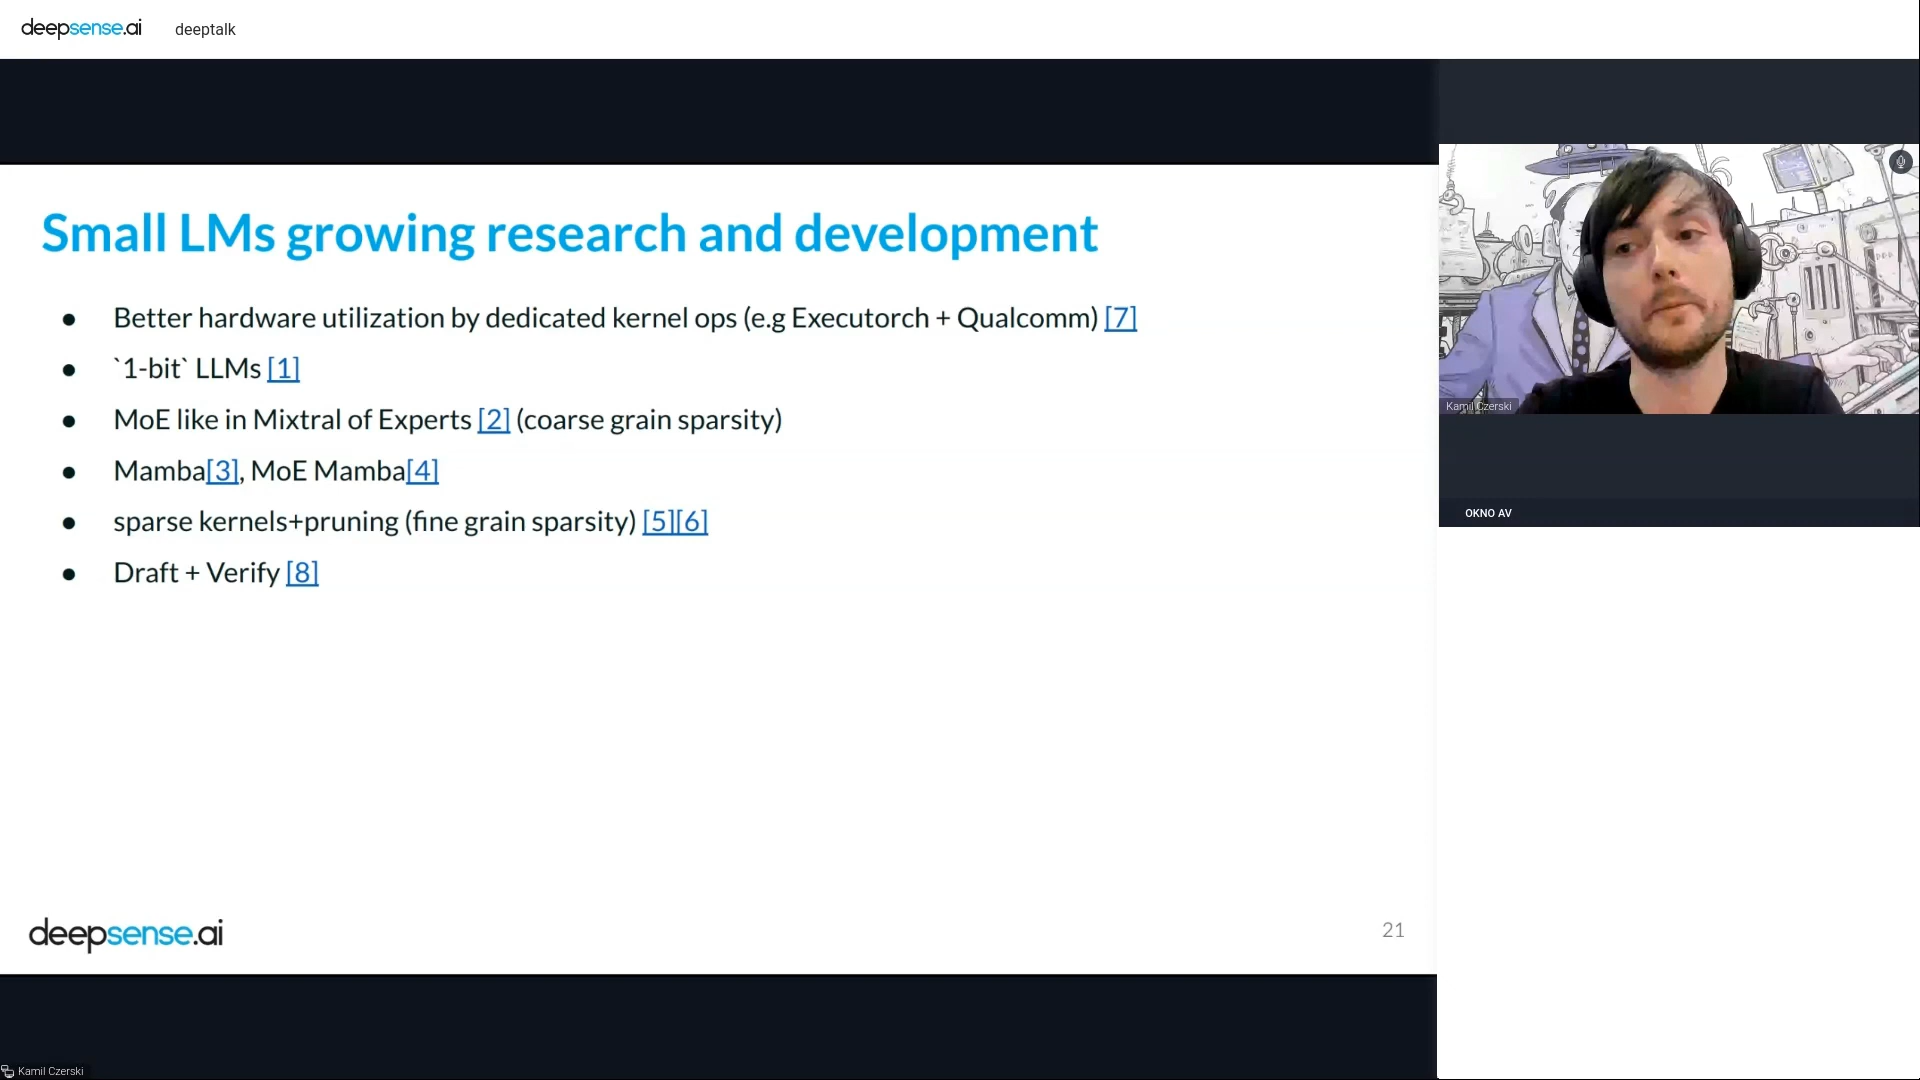 deepsense.ai deeptalk
Small LMs growing research and development
● Better hardware utilization by dedicated kernel ops (e.g Executorch + Qualcomm) [7]
● `1-bit` LLMs [1]
● MoE like in Mixtral of Experts [2] (coarse grain sparsity)
● Mamba[3], MoE Mamba[4]
● sparse kernels+pruning (fine grain sparsity) [5][6]
● Draft + Verify [8]
deepsense.ai
21
Kamil Czerski
Kamil Czerski
OKNO AV